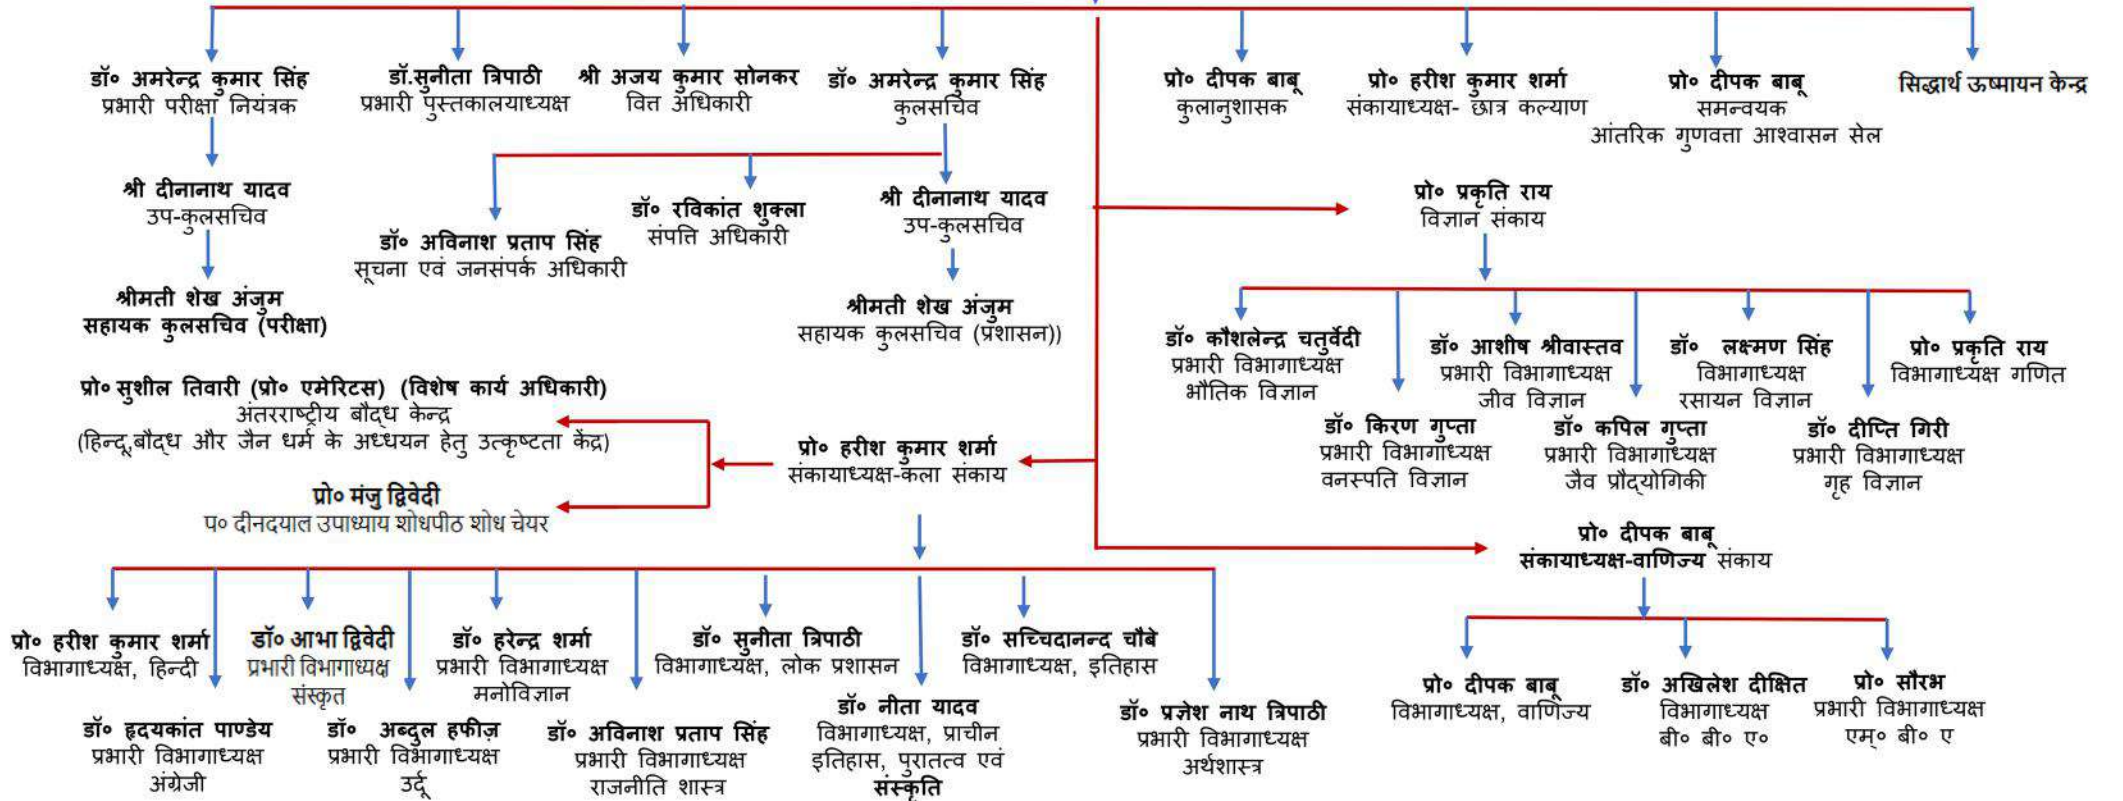 डॉ० अमरेन्द्र कुमार सिंह
प्रभारी परीक्षा नियंत्रक
डॉ.सुनीता त्रिपाठी
प्रभारी पुस्तकालयाध्यक्ष
श्री अजय कुमार सोनकर
वित्त अधिकारी
डॉ० अमरेन्द्र कुमार सिंह
कुलसचिव
प्रो० दीपक बाबू
कुलानुशासक
प्रो० हरीश कुमार शर्मा
संकायाध्यक्ष- छात्र कल्याण
प्रो० दीपक बाबू
समन्वयक
आंतरिक गुणवत्ता आश्वासन सेल
सिद्धार्थ ऊष्मायन केन्द्र
श्री दीनानाथ यादव
उप-कुलसचिव
श्रीमती शेख अंजुम
सहायक कुलसचिव (परीक्षा)
डॉ० अविनाश प्रताप सिंह
सूचना एवं जनसंपर्क अधिकारी
डॉ० रविकांत शुक्ला
संपत्ति अधिकारी
श्री दीनानाथ यादव
उप-कुलसचिव
श्रीमती शेख अंजुम
सहायक कुलसचिव (प्रशासन))
प्रो० प्रकृति राय
विज्ञान संकाय
डॉ० कौशलेन्द्र चतुर्वेदी
प्रभारी विभागाध्यक्ष
भौतिक विज्ञान
डॉ० आशीष श्रीवास्तव
प्रभारी विभागाध्यक्ष
जीव विज्ञान
डॉ० लक्ष्मण सिंह
विभागाध्यक्ष
रसायन विज्ञान
प्रो० प्रकृति राय
विभागाध्यक्ष गणित
डॉ० किरण गुप्ता
प्रभारी विभागाध्यक्ष
वनस्पति विज्ञान
डॉ० कपिल गुप्ता
प्रभारी विभागाध्यक्ष
जैव प्रौद्योगिकी
डॉ० दीप्ति गिरी
प्रभारी विभागाध्यक्ष
गृह विज्ञान
प्रो० सुशील तिवारी (प्रो० एमेरिटस) (विशेष कार्य अधिकारी)
अंतरराष्ट्रीय बौद्ध केन्द्र
(हिन्दू,बौद्ध और जैन धर्म के अध्ययन हेतु उत्कृष्टता केंद्र)
प्रो० हरीश कुमार शर्मा
संकायाध्यक्ष-कला संकाय
प्रो० मंजु द्विवेदी
प० दीनदयाल उपाध्याय शोधपीठ शोध चेयर
प्रो० दीपक बाबू
संकायाध्यक्ष-वाणिज्य संकाय
प्रो० हरीश कुमार शर्मा
विभागाध्यक्ष, हिन्दी
डॉ० आभा द्विवेदी
प्रभारी विभागाध्यक्ष
संस्कृत
डॉ० हरेन्द्र शर्मा
प्रभारी विभागाध्यक्ष
मनोविज्ञान
डॉ० सुनीता त्रिपाठी
विभागाध्यक्ष, लोक प्रशासन
डॉ० सच्चिदानन्द चौबे
विभागाध्यक्ष, इतिहास
डॉ० हृदयकांत पाण्डेय
प्रभारी विभागाध्यक्ष
अंग्रेजी
डॉ० अब्दुल हफीज़
प्रभारी विभागाध्यक्ष
उर्दू
डॉ० अविनाश प्रताप सिंह
प्रभारी विभागाध्यक्ष
राजनीति शास्त्र
डॉ० नीता यादव
विभागाध्यक्ष, प्राचीन
इतिहास, पुरातत्व एवं
संस्कृति
डॉ० प्रज्ञेश नाथ त्रिपाठी
प्रभारी विभागाध्यक्ष
अर्थशास्त्र
प्रो० दीपक बाबू
विभागाध्यक्ष, वाणिज्य
डॉ० अखिलेश दीक्षित
विभागाध्यक्ष
बी० बी० ए०
प्रो० सौरभ
प्रभारी विभागाध्यक्ष
एम्० बी० ए